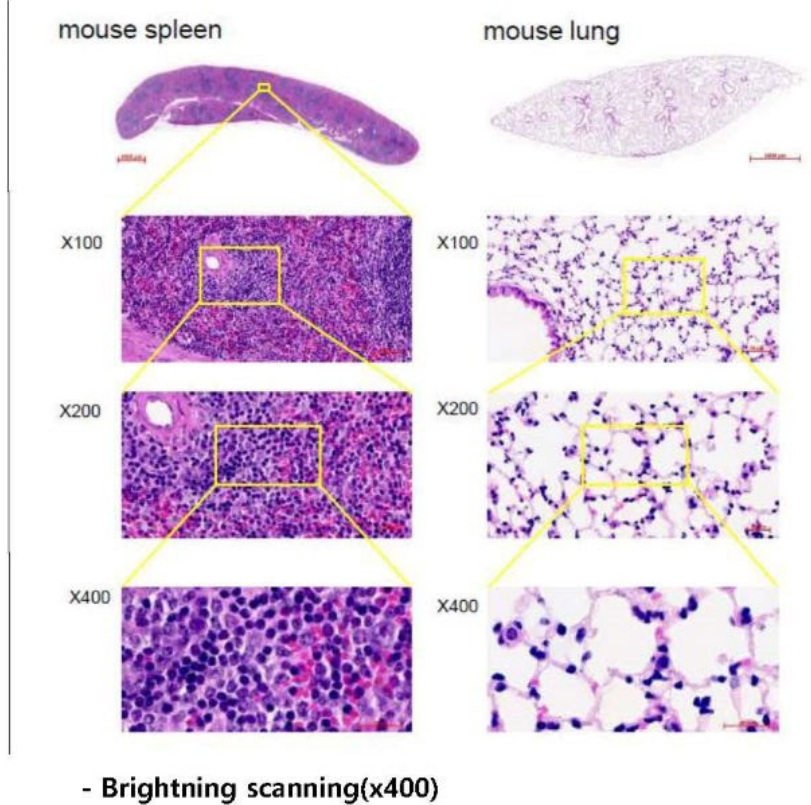 mouse spleen
mouse lung
X100
X100
X200
X200
X400
X400
- Brightning scanning(x400)